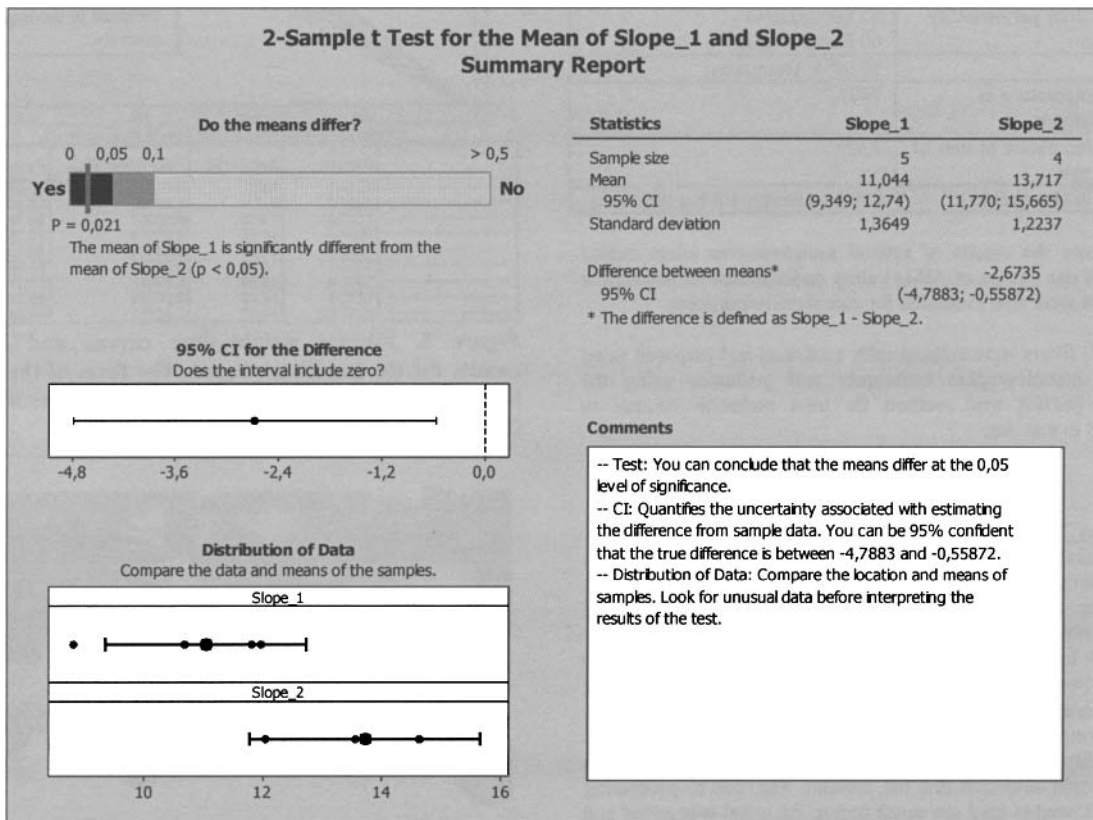 2-Sample t Test for the Mean of Slope_1 and Slope_2
Summary Report
Do the means differ?
0 0,05 0,1 > 0,5
Yes No
P = 0,021
The mean of Slope_1 is significantly different from the
mean of Slope_2 (p < 0,05).
95% CI for the Difference
Does the interval include zero?
-4,8 -3,6 -2,4 -1,2 0,0
Distribution of Data
Compare the data and means of the samples.
Slope_1
Slope_2
10 12 14 16
Statistics Slope_1 Slope_2
Sample size 5 4
Mean 11,044 13,717
95% CI (9,349; 12,74) (11,770; 15,665)
Standard deviation 1,3649 1,2237
Difference between means* -2,6735
95% CI (-4,7883; -0,55872)
* The difference is defined as Slope_1 - Slope_2.
Comments
-- Test: You can conclude that the means differ at the 0,05
level of significance.
-- CI: Quantifies the uncertainty associated with estimating
the difference from sample data. You can be 95% confident
that the true difference is between -4,7883 and -0,55872.
-- Distribution of Data: Compare the location and means of
samples. Look for unusual data before interpreting the
results of the test.